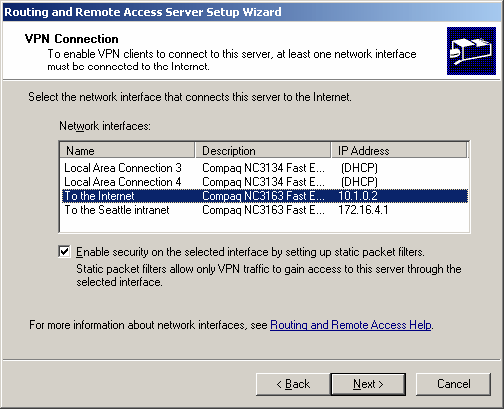 Routing and Remote Access Server Setup Wizard
VPN Connection
To enable VPN clients to connect to this server, at least one network interface
must be connected to the Internet.
Select the network interface that connects this server to the Internet.
Network interfaces:
Name Description IP Address
Local Area Connection 3 Compaq NC3134 Fast E... (DHCP)
Local Area Connection 4 Compaq NC3134 Fast E... (DHCP)
To the Internet Compaq NC3163 Fast E... 10.1.0.2
To the Seattle intranet Compaq NC3163 Fast E... 172.16.4.1
Enable security on the selected interface by setting up static packet filters.
Static packet filters allow only VPN traffic to gain access to this server through the
selected interface.
For more information about network interfaces, see Routing and Remote Access Help.
< Back Next > Cancel